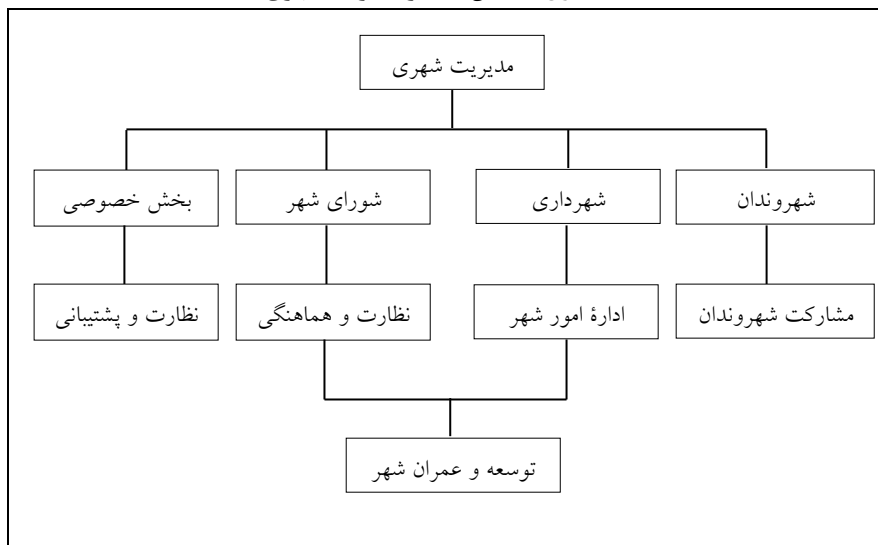 مدیریت شهری
شهروندان
شهرداری
شورای شهر
بخش خصوصی
مشارکت شهروندان
ادارهٔ امور شهر
نظارت و هماهنگی
نظارت و پشتیبانی
توسعه و عمران شهر